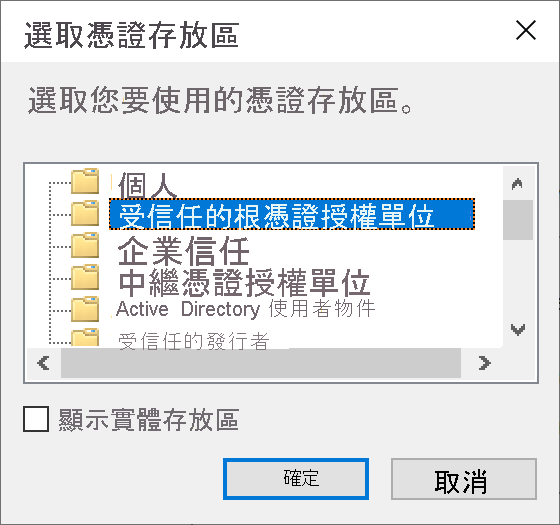 選取憑證存放區
選取您要使用的憑證存放區。
個人
受信任的根憑證授權單位
企業信任
中繼憑證授權單位
Active Directory 使用者物件
受信任的發行者
顯示實體存放區
確定
取消